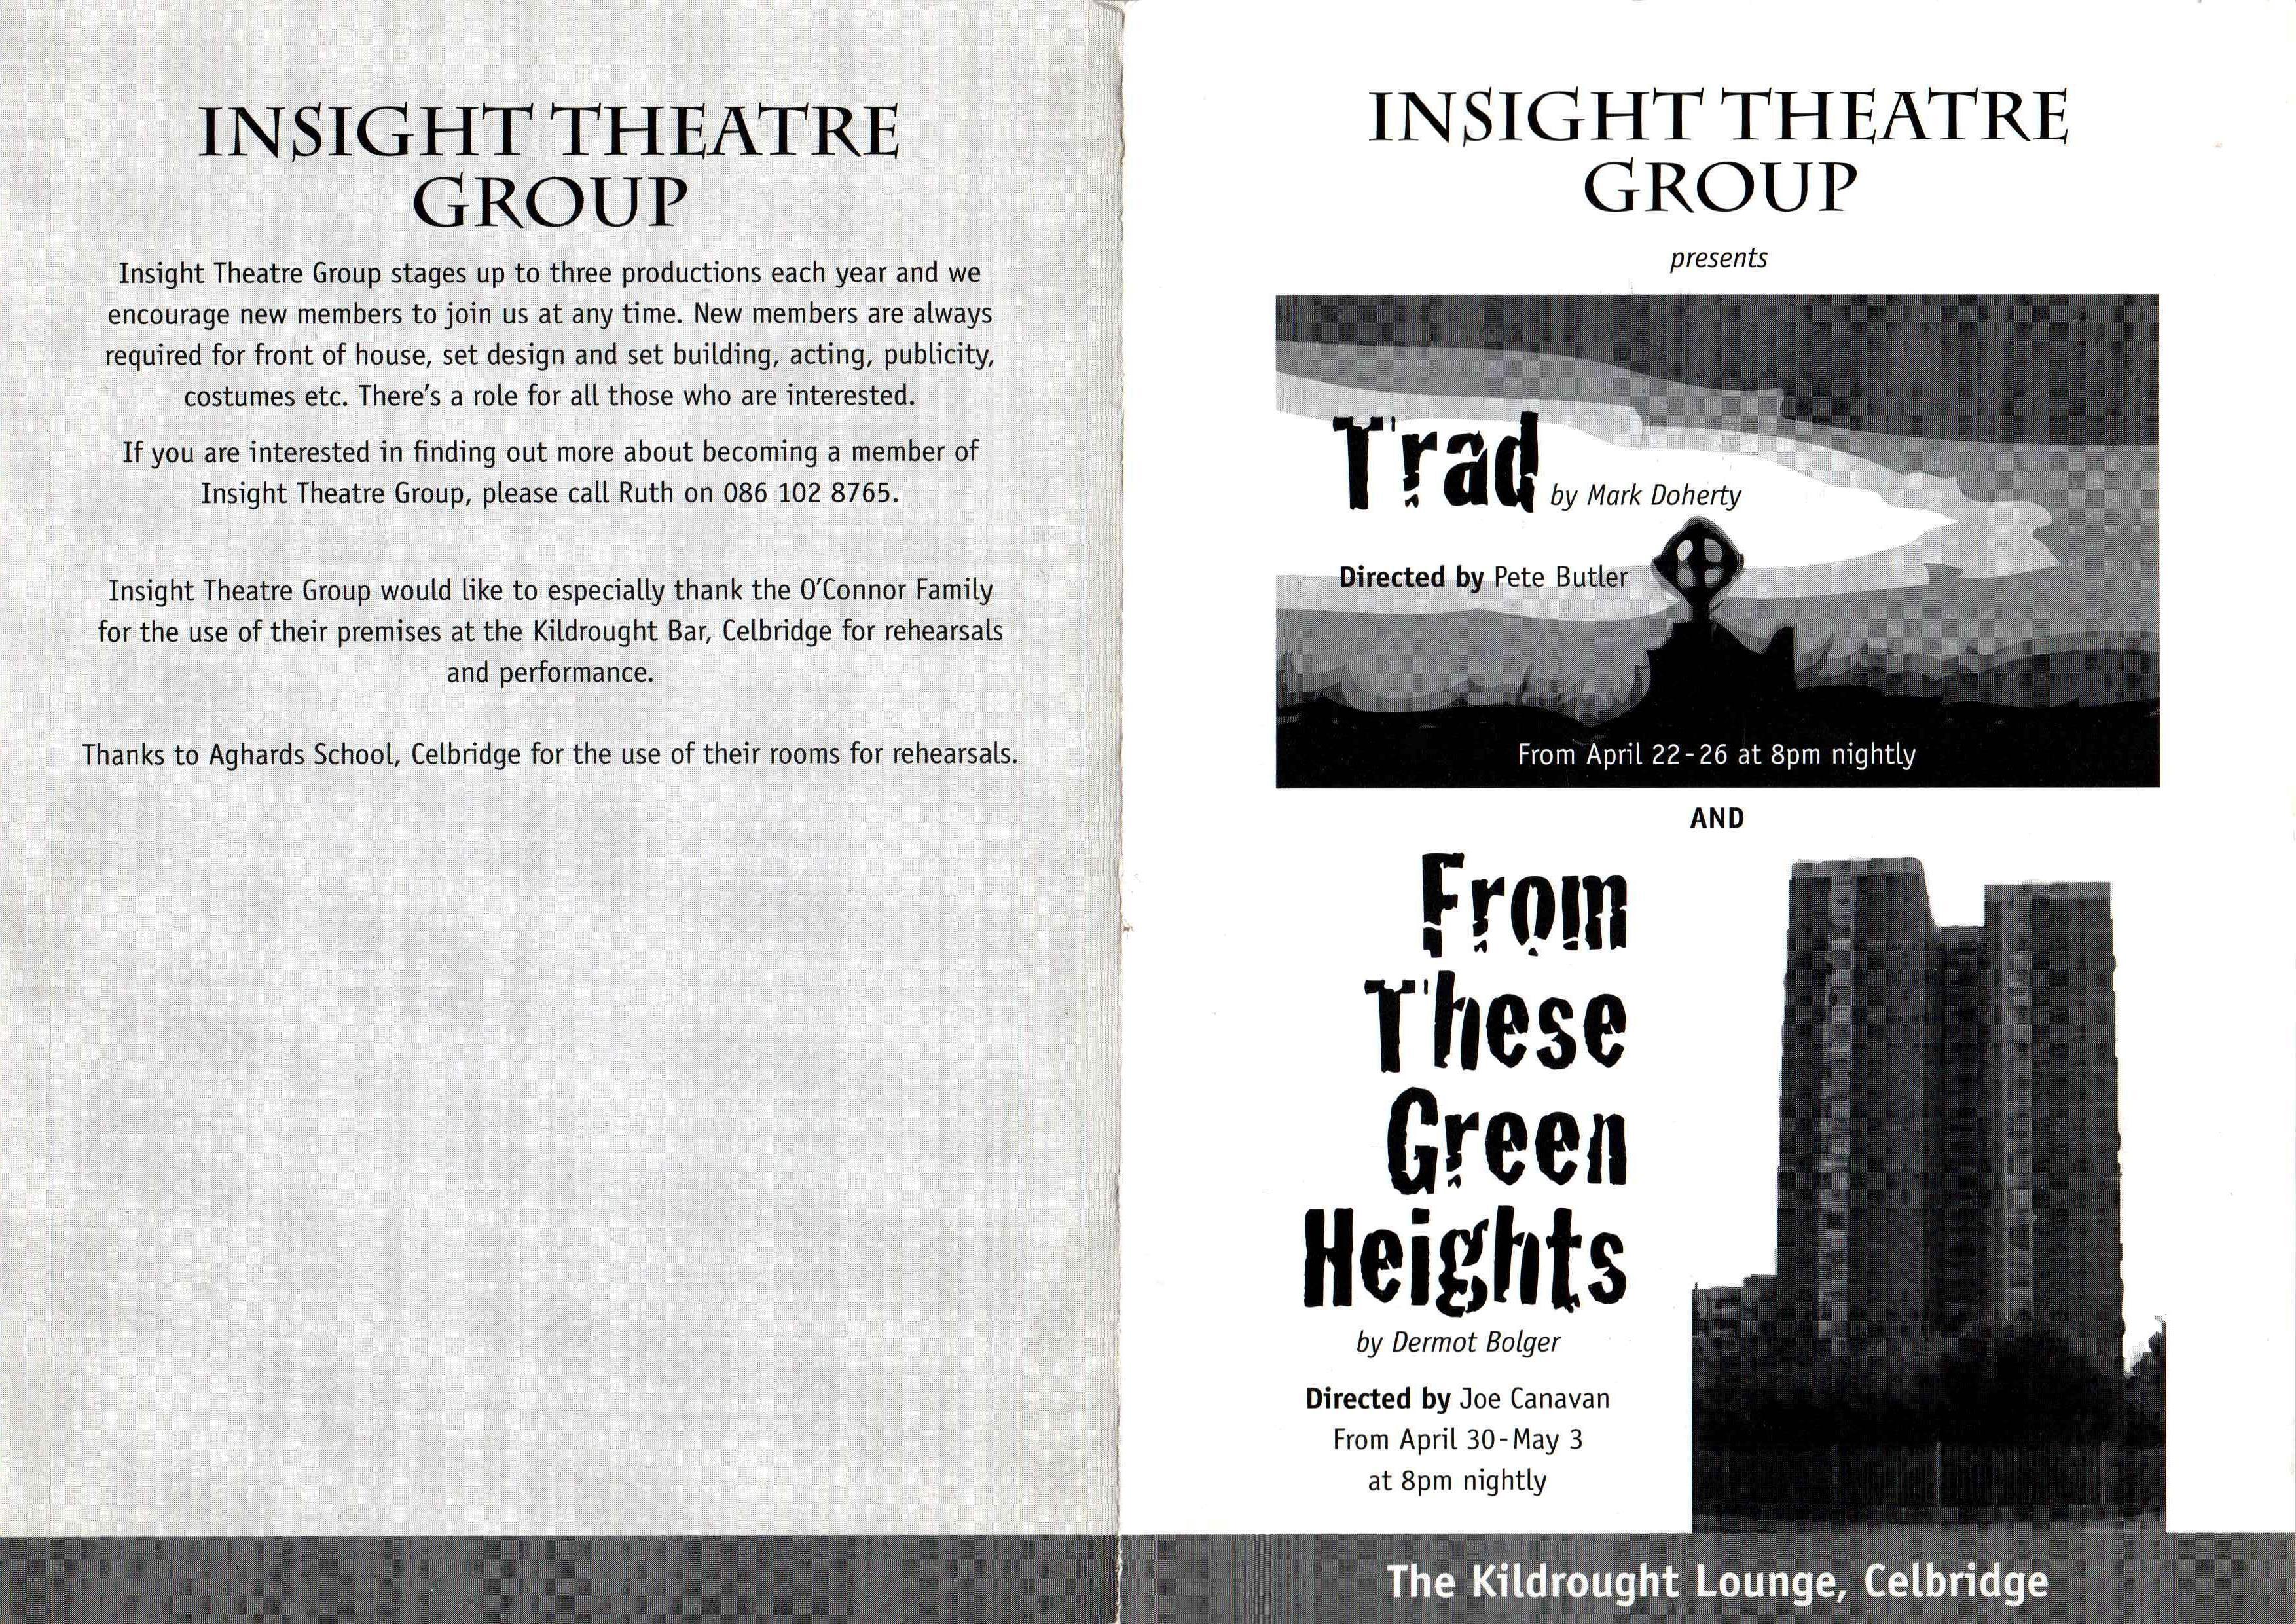 INSIGHT THEATRE
GROUP
Insight Theatre Group stages up to three productions each year and we
encourage new members to join us at any time. New members are always
required for front of house, set design and set building, acting, publicity,
costumes etc. There's a role for all those who are interested.
If you are interested in finding out more about becoming a member of
Insight Theatre Group, please call Ruth on 086 102 8765.
Insight Theatre Group would like to especially thank the O'Connor Family
for the use of their premises at the Kildrought Bar, Celbridge for rehearsals
and performance.
Thanks to Aghards School, Celbridge for the use of their rooms for rehearsals.
INSIGHT THEATRE
GROUP
presents
Trad by Mark Doherty
Directed by Pete Butler
From April 22-26 at 8pm nightly
AND
From
These
Green
Heights
by Dermot Bolger
Directed by Joe Canavan
From April 30-May 3
at 8pm nightly
The Kildrought Lounge, Celbridge